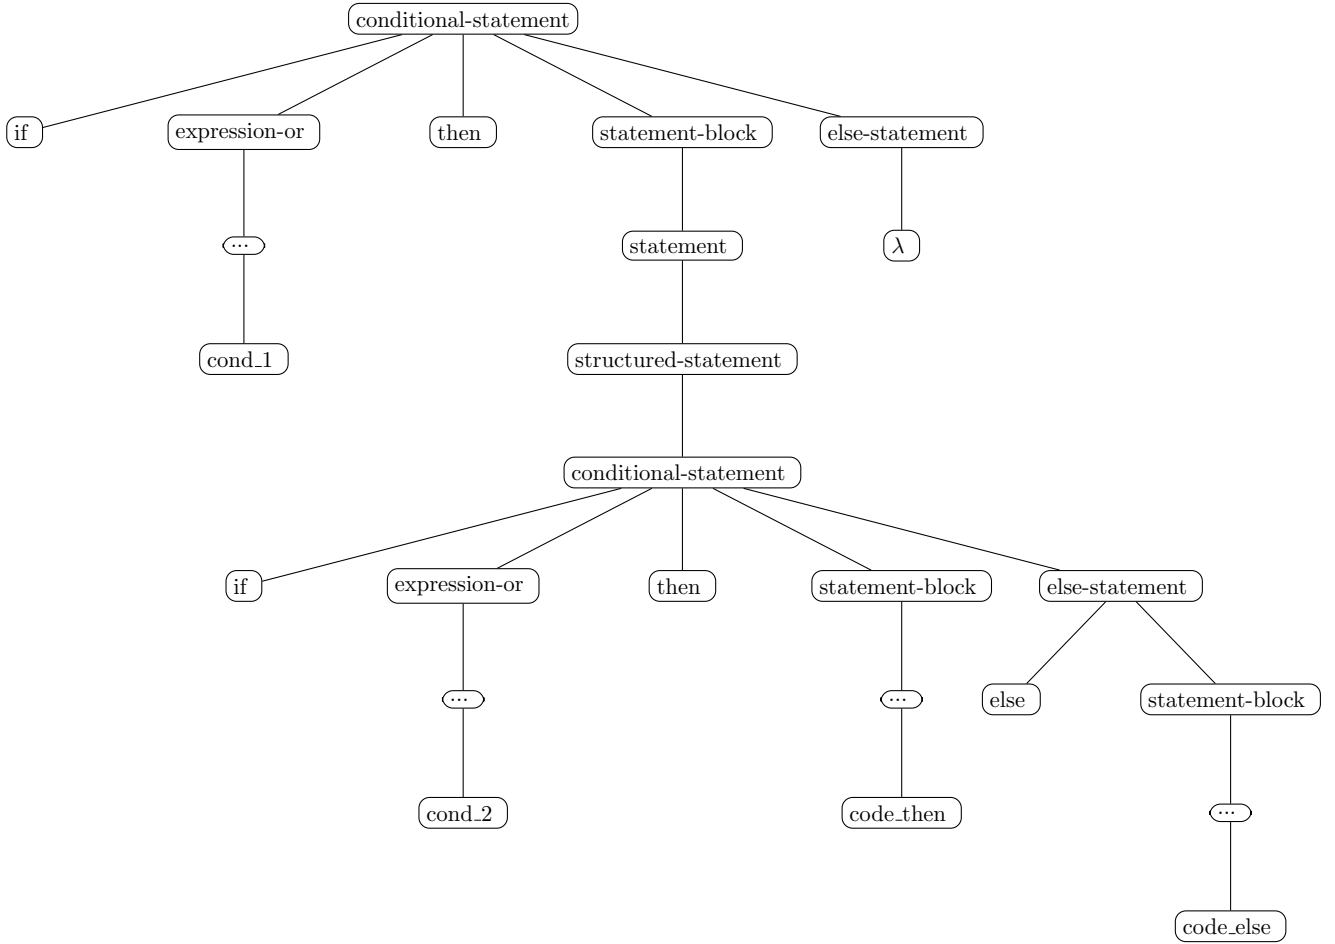 conditional-statement
if
expression-or
then
statement-block
else-statement
...
statement
λ
cond_1
structured-statement
conditional-statement
if
expression-or
then
statement-block
else-statement
...
...
else
statement-block
cond_2
code_then
...
code_else